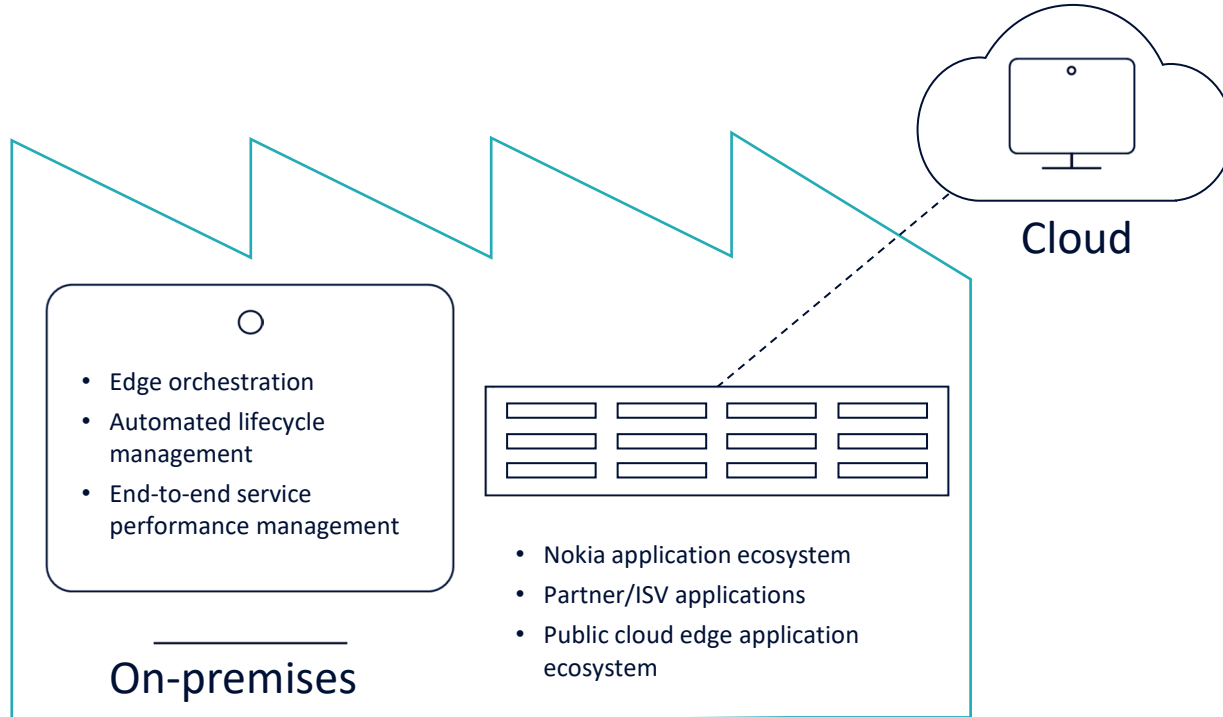 Cloud
• Edge orchestration
• Automated lifecycle
management
• End-to-end service
performance management
On-premises
• Nokia application ecosystem
• Partner/ISV applications
• Public cloud edge application
ecosystem